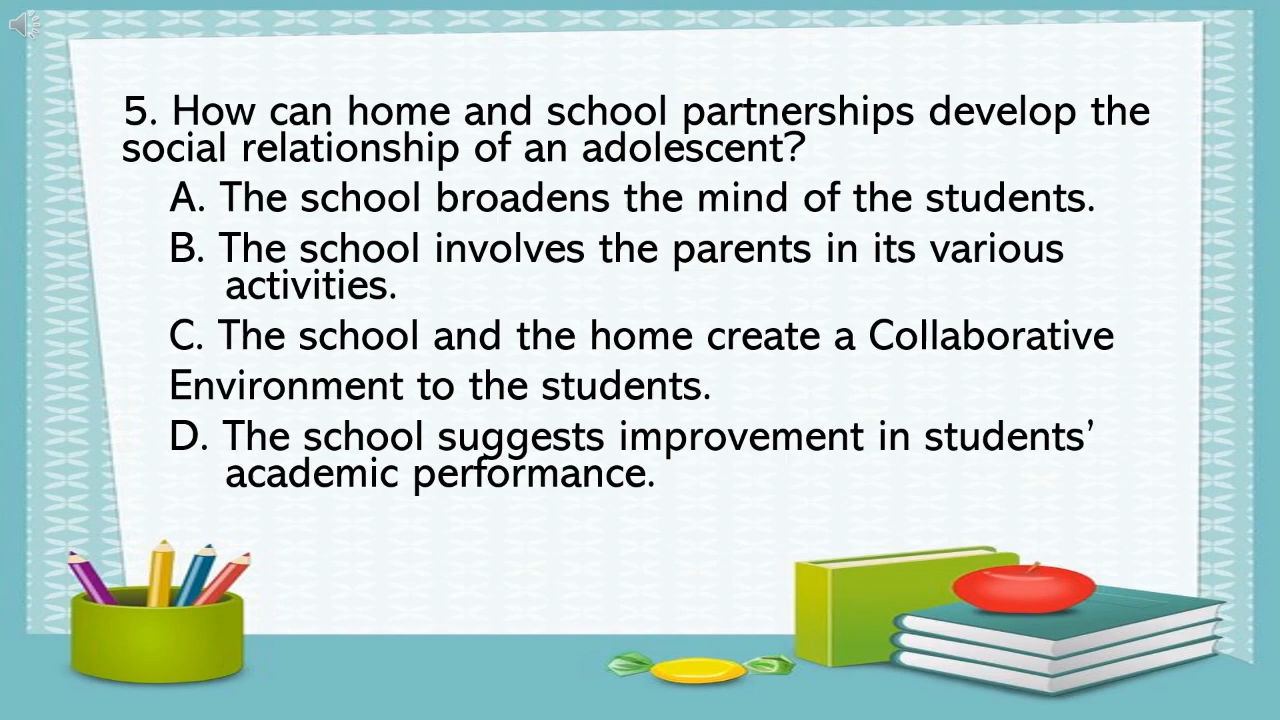 5. How can home and school partnerships develop the
social relationship of an adolescent?
A. The school broadens the mind of the students.
B. The school involves the parents in its various
activities.
C. The school and the home create a Collaborative
Environment to the students.
D. The school suggests improvement in students’
academic performance.